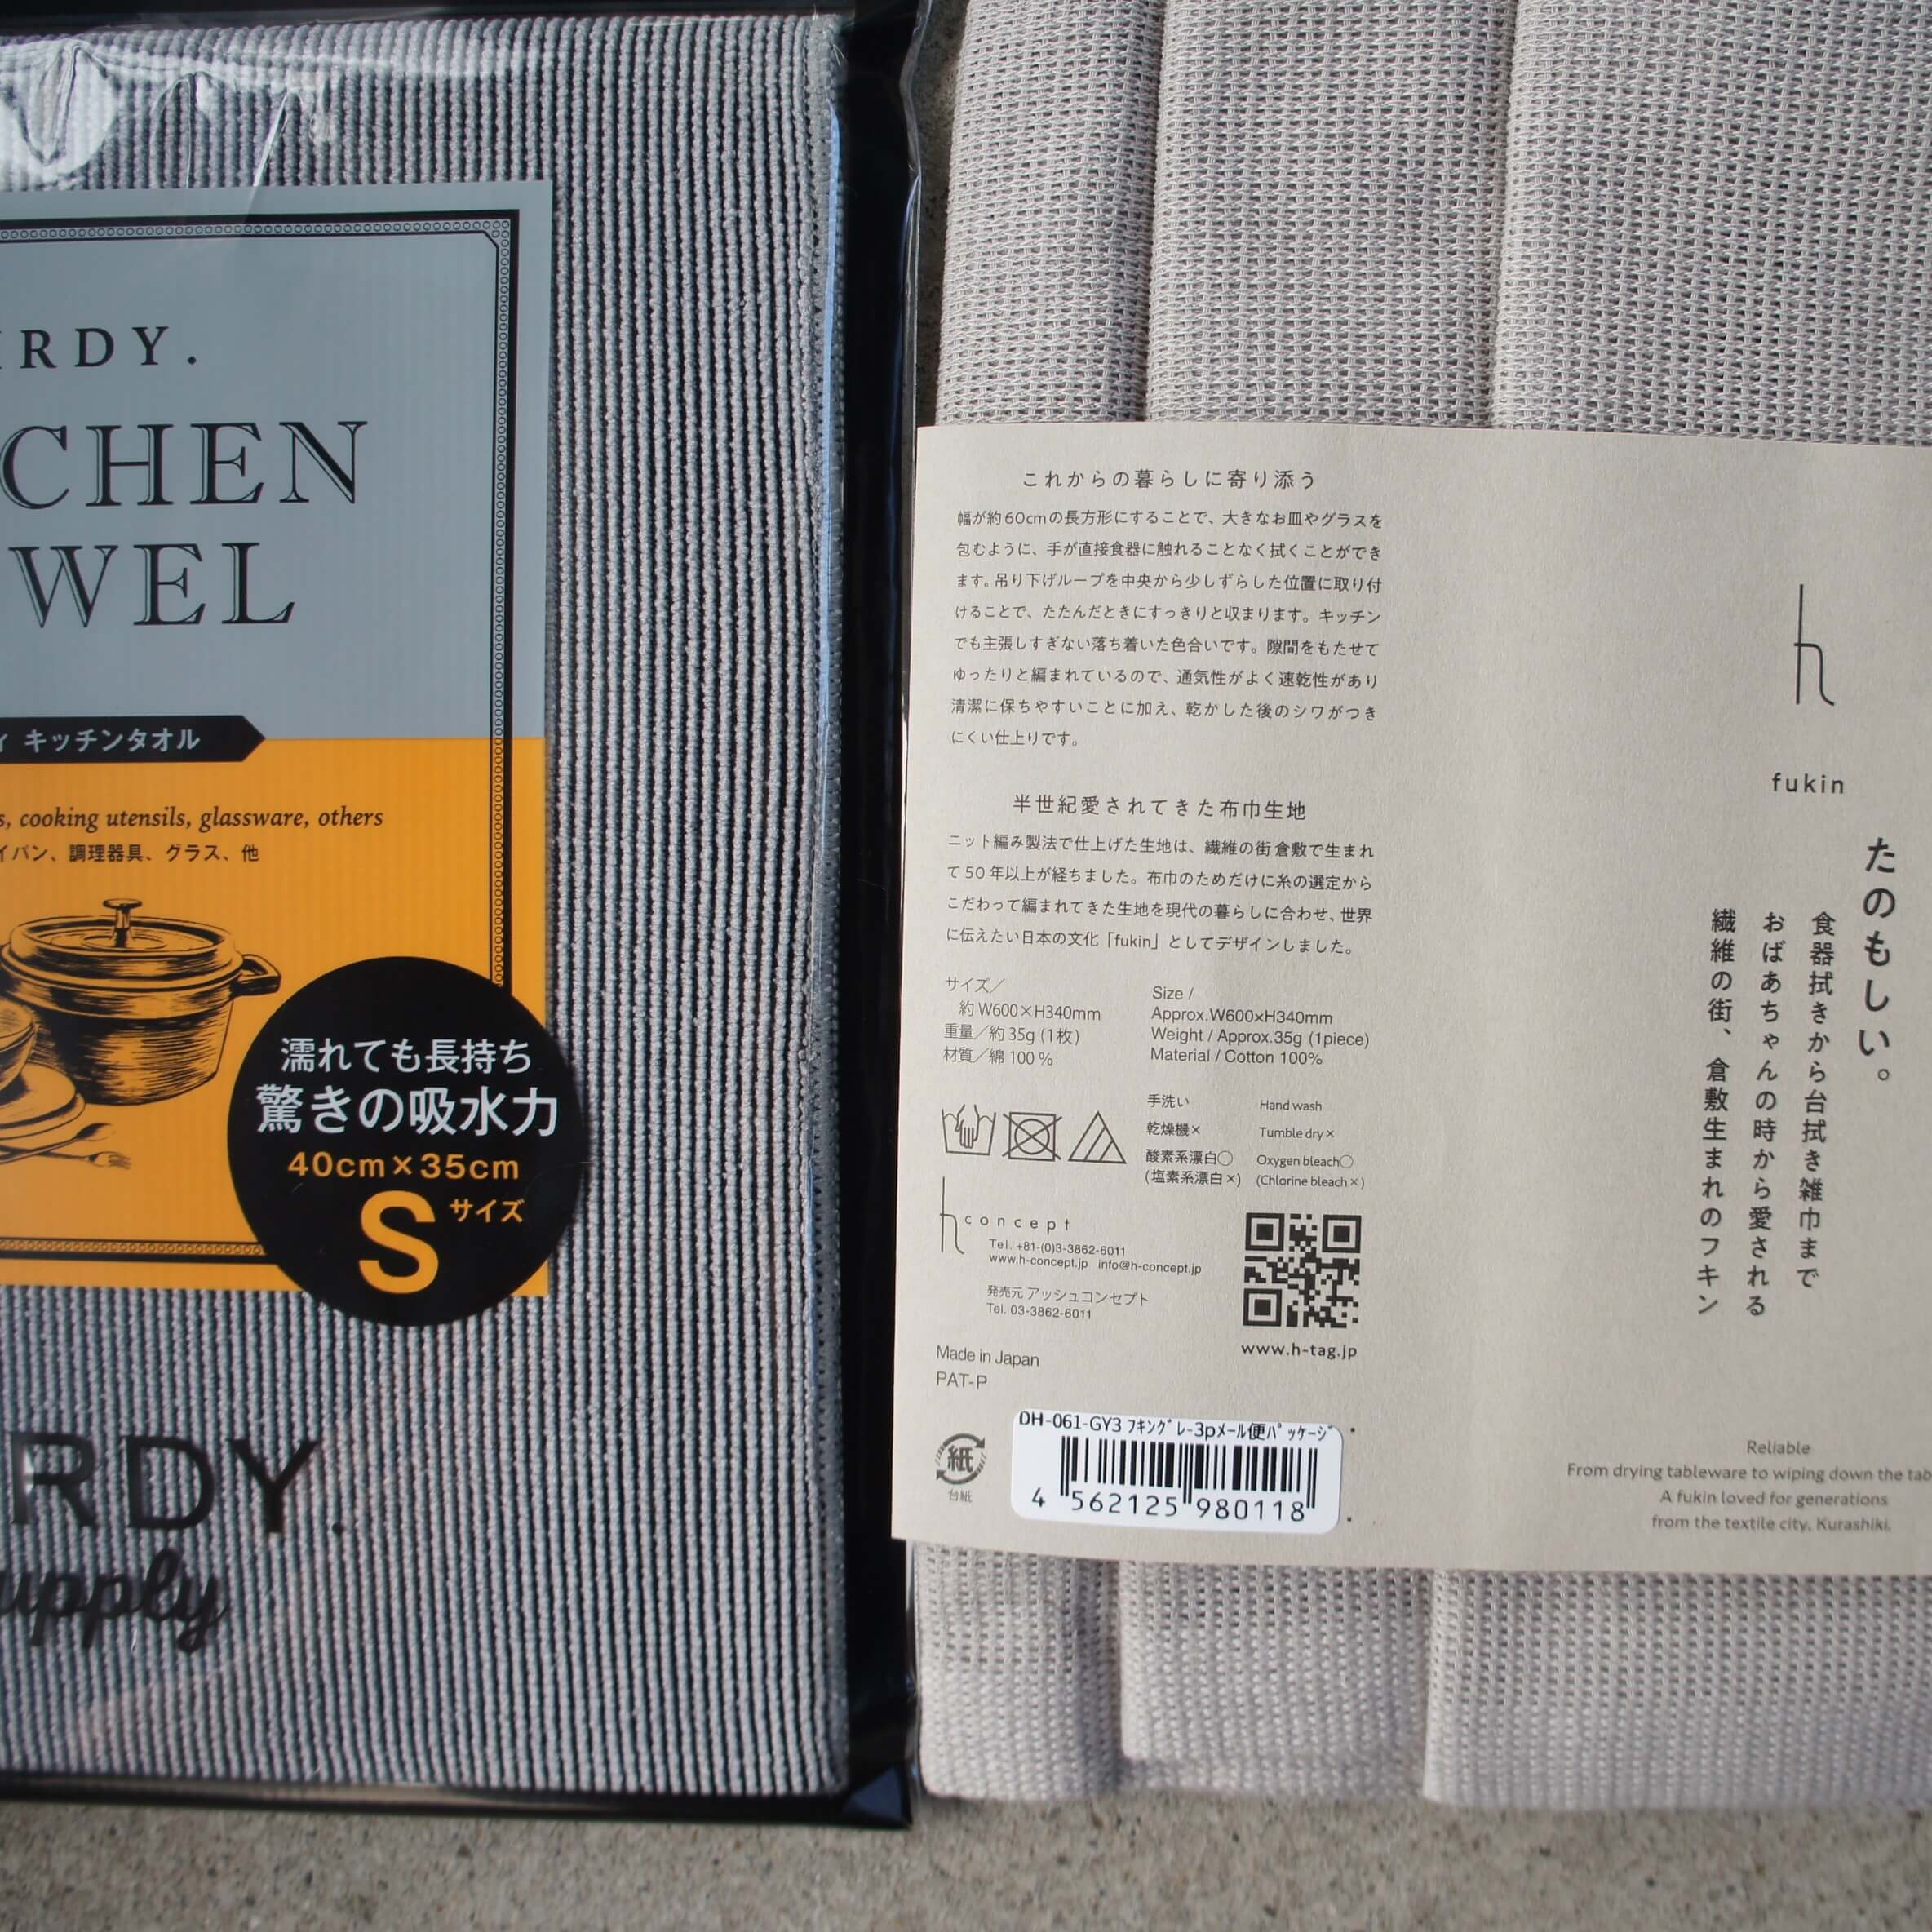 RDY.
CHEN
WEL
キッチンタオル
cooking utensils, glassware, others
イパン、調理器具、グラス、他
濡れても長持ち
驚きの吸水力
40cm×35cm
Sサイズ
RDY.
upply
これからの暮らしに寄り添う
幅が約60cmの長方形にすることで、大きなお皿やグラスを
包むように、手が直接食器に触れることなく拭くことができ
ます。吊り下げループを中央から少しずらした位置に取り付
けることで、たたんだときにすっきりと収まります。キッチン
でも主張しすぎない落ち着いた色合いです。隙間をもたせて
ゆったりと編まれているので、通気性がよく速乾性があり
清潔に保ちやすいことに加え、乾かした後のシワがつき
にくい仕上りです。
半世紀愛されてきた布巾生地
ニット編み製法で仕上げた生地は、繊維の街倉敷で生まれ
て50年以上が経ちました。布巾のためだけに糸の選定から
こだわって編まれてきた生地を現代の暮らしに合わせ、世界
に伝えたい日本の文化「fukin」としてデザインしました。
サイズ／
約W600×H340mm
重量／約35g(1枚)
材質／綿100%
Size /
Approx.W600×H340mm
Weight / Approx.35g (1piece)
Material / Cotton 100%
手洗い Hand wash
乾燥機× Tumble dry×
酸素系漂白○ Oxygen bleach○
(塩素系漂白×) (Chlorine bleach×)
h concept
Tel. +81-(0)3-3862-6011
www.h-concept.jp info@h-concept.jp
発売元 アッシュコンセプト
Tel. 03-3862-6011
www.h-tag.jp
Made in Japan
PAT-P
紙
台紙
DH-061-GY3 ﾌｷﾝｸﾞﾚ-3pﾒｰﾙ便ﾊﾟｯｹｰｼﾞ
4 562125 980118
h
fukin
たのもしい。
食器拭きから台拭き雑巾まで
おばあちゃんの時から愛される
繊維の街、倉敷生まれのフキン
Reliable
From drying tableware to wiping down the tab
A fukin loved for generations
from the textile city, Kurashiki.